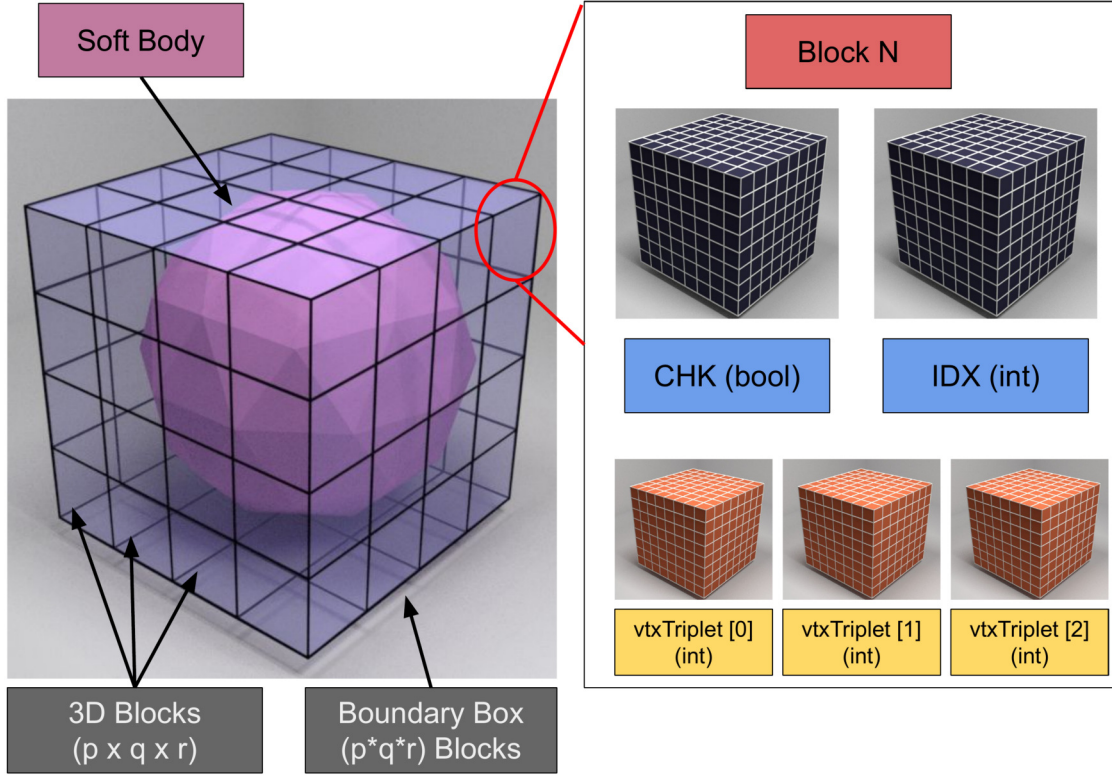 Soft Body
Block N
CHK (bool)
IDX (int)
vtxTriplet [0]
(int)
vtxTriplet [1]
(int)
vtxTriplet [2]
(int)
3D Blocks
(p x q x r)
Boundary Box
(p*q*r) Blocks